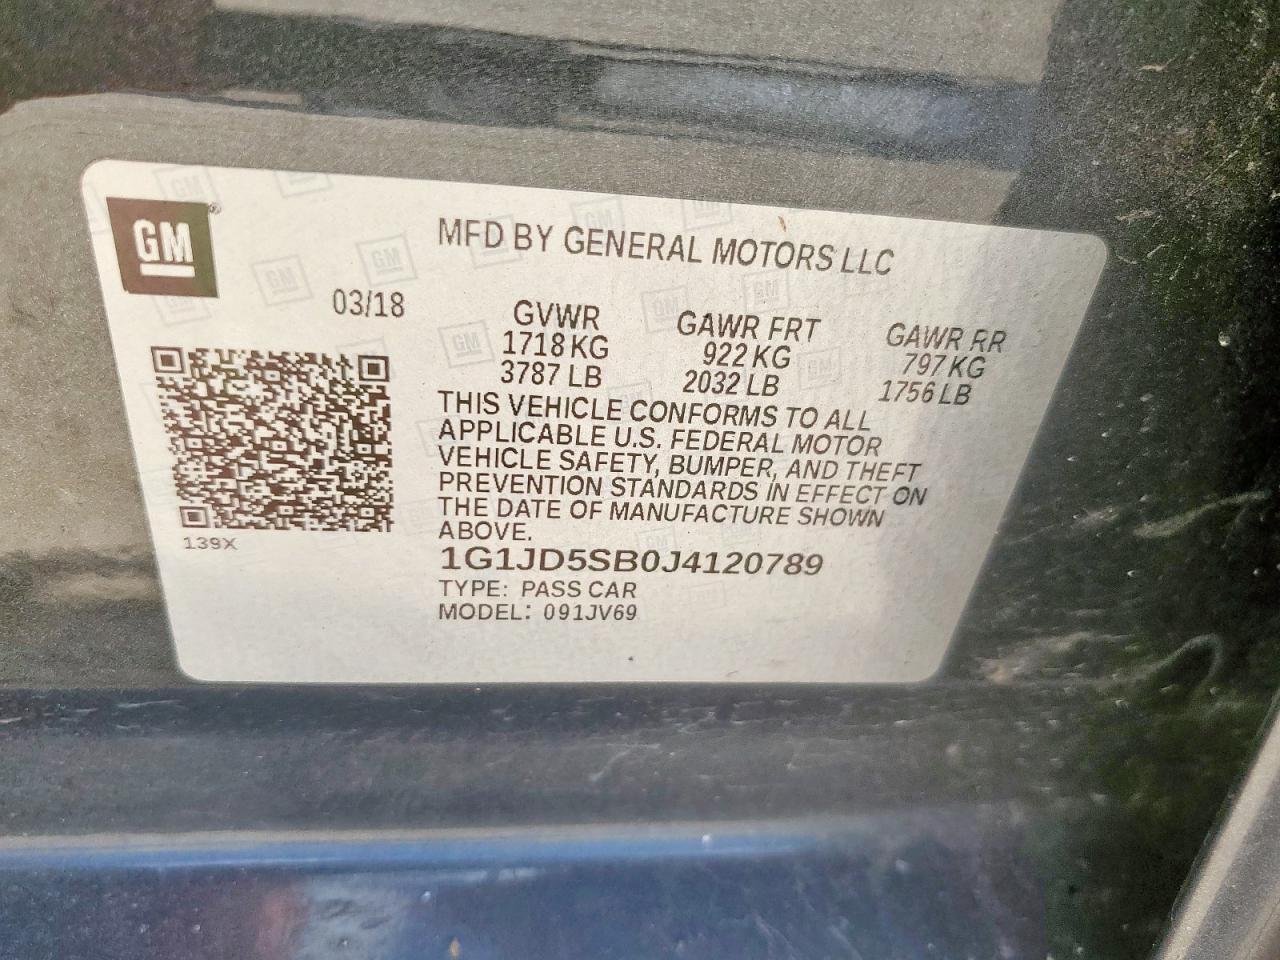 GM
MFD BY GENERAL MOTORS LLC
03/18
GVWR GAWR FRT GAWR RR
1718 KG 922 KG 797 KG
3787 LB 2032 LB 1756 LB
THIS VEHICLE CONFORMS TO ALL
APPLICABLE U.S. FEDERAL MOTOR
VEHICLE SAFETY, BUMPER, AND THEFT
PREVENTION STANDARDS IN EFFECT ON
THE DATE OF MANUFACTURE SHOWN
ABOVE.
139X
1G1JD5SB0J4120789
TYPE: PASS CAR
MODEL: 091JV69